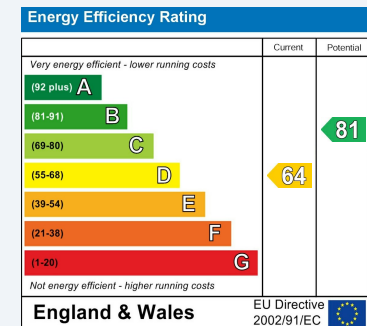 Energy Efficiency Rating
Current Potential
Very energy efficient - lower running costs
(92 plus) A
(81-91) B
(69-80) C
(55-68) D
(39-54) E
(21-38) F
(1-20) G
64
81
Not energy efficient - higher running costs
England & Wales
EU Directive
2002/91/EC